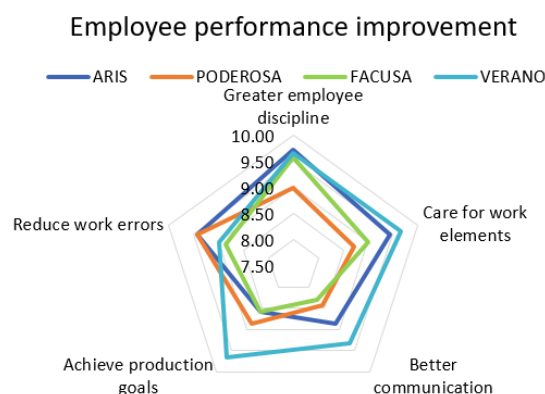 Employee performance improvement
ARIS PODEROSA FACUSA VERANO
Greater employee
discipline
10.00
9.50
9.00
8.50
8.00
7.50
Care for work
elements
Reduce work errors
Achieve production
goals
Better
communication